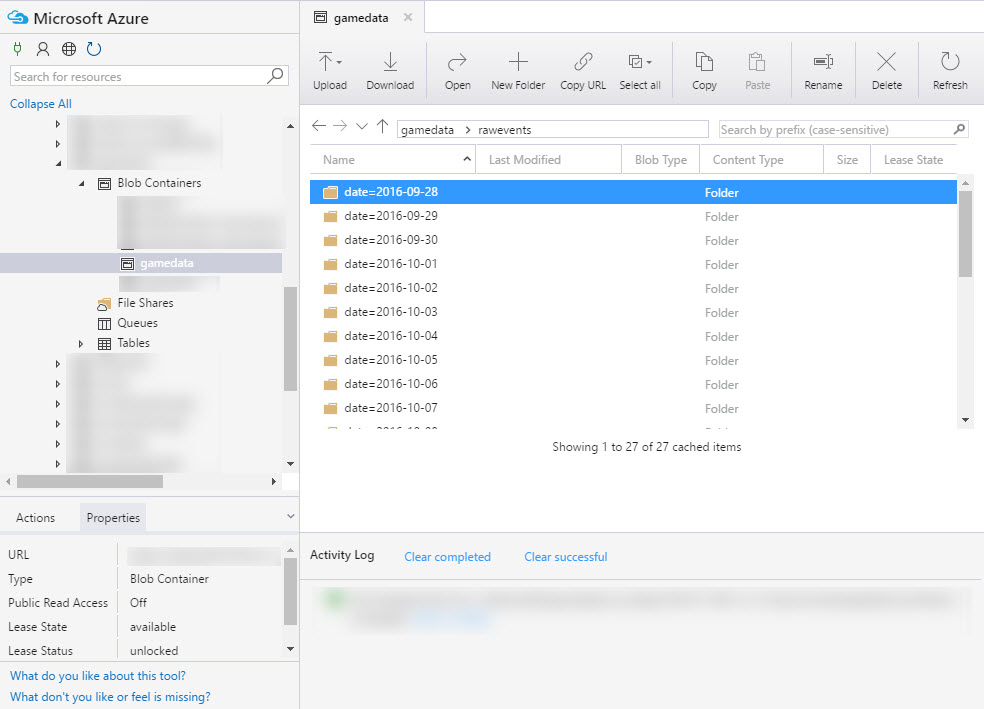 Microsoft Azure
Search for resources
Collapse All
Blob Containers
gamedata
File Shares
Queues
Tables
Actions
Properties
URL
Type Blob Container
Public Read Access Off
Lease State available
Lease Status unlocked
What do you like about this tool?
What don't you like or feel is missing?
gamedata
Upload Download Open New Folder Copy URL Select all Copy Paste Rename Delete Refresh
gamedata › rawevents
Search by prefix (case-sensitive)
Name Last Modified Blob Type Content Type Size Lease State
date=2016-09-28 Folder
date=2016-09-29 Folder
date=2016-09-30 Folder
date=2016-10-01 Folder
date=2016-10-02 Folder
date=2016-10-03 Folder
date=2016-10-04 Folder
date=2016-10-05 Folder
date=2016-10-06 Folder
date=2016-10-07 Folder
Showing 1 to 27 of 27 cached items
Activity Log Clear completed Clear successful